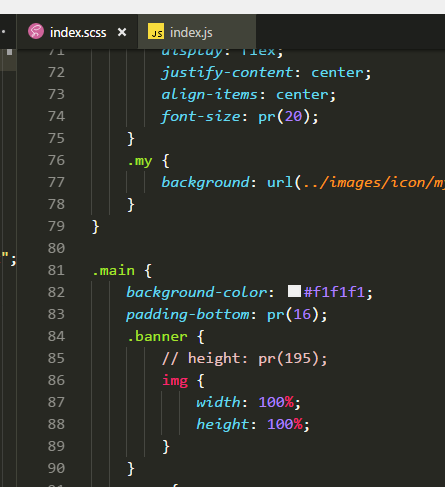 index.scss × JS index.js
71 display: flex;
72 justify-content: center;
73 align-items: center;
74 font-size: pr(20);
75 }
76 .my {
77 background: url(../images/icon/my
78 }
79 }
80
"; 81 .main {
82 background-color: #f1f1f1;
83 padding-bottom: pr(16);
84 .banner {
85 // height: pr(195);
86 img {
87 width: 100%;
88 height: 100%;
89 }
90 }
{